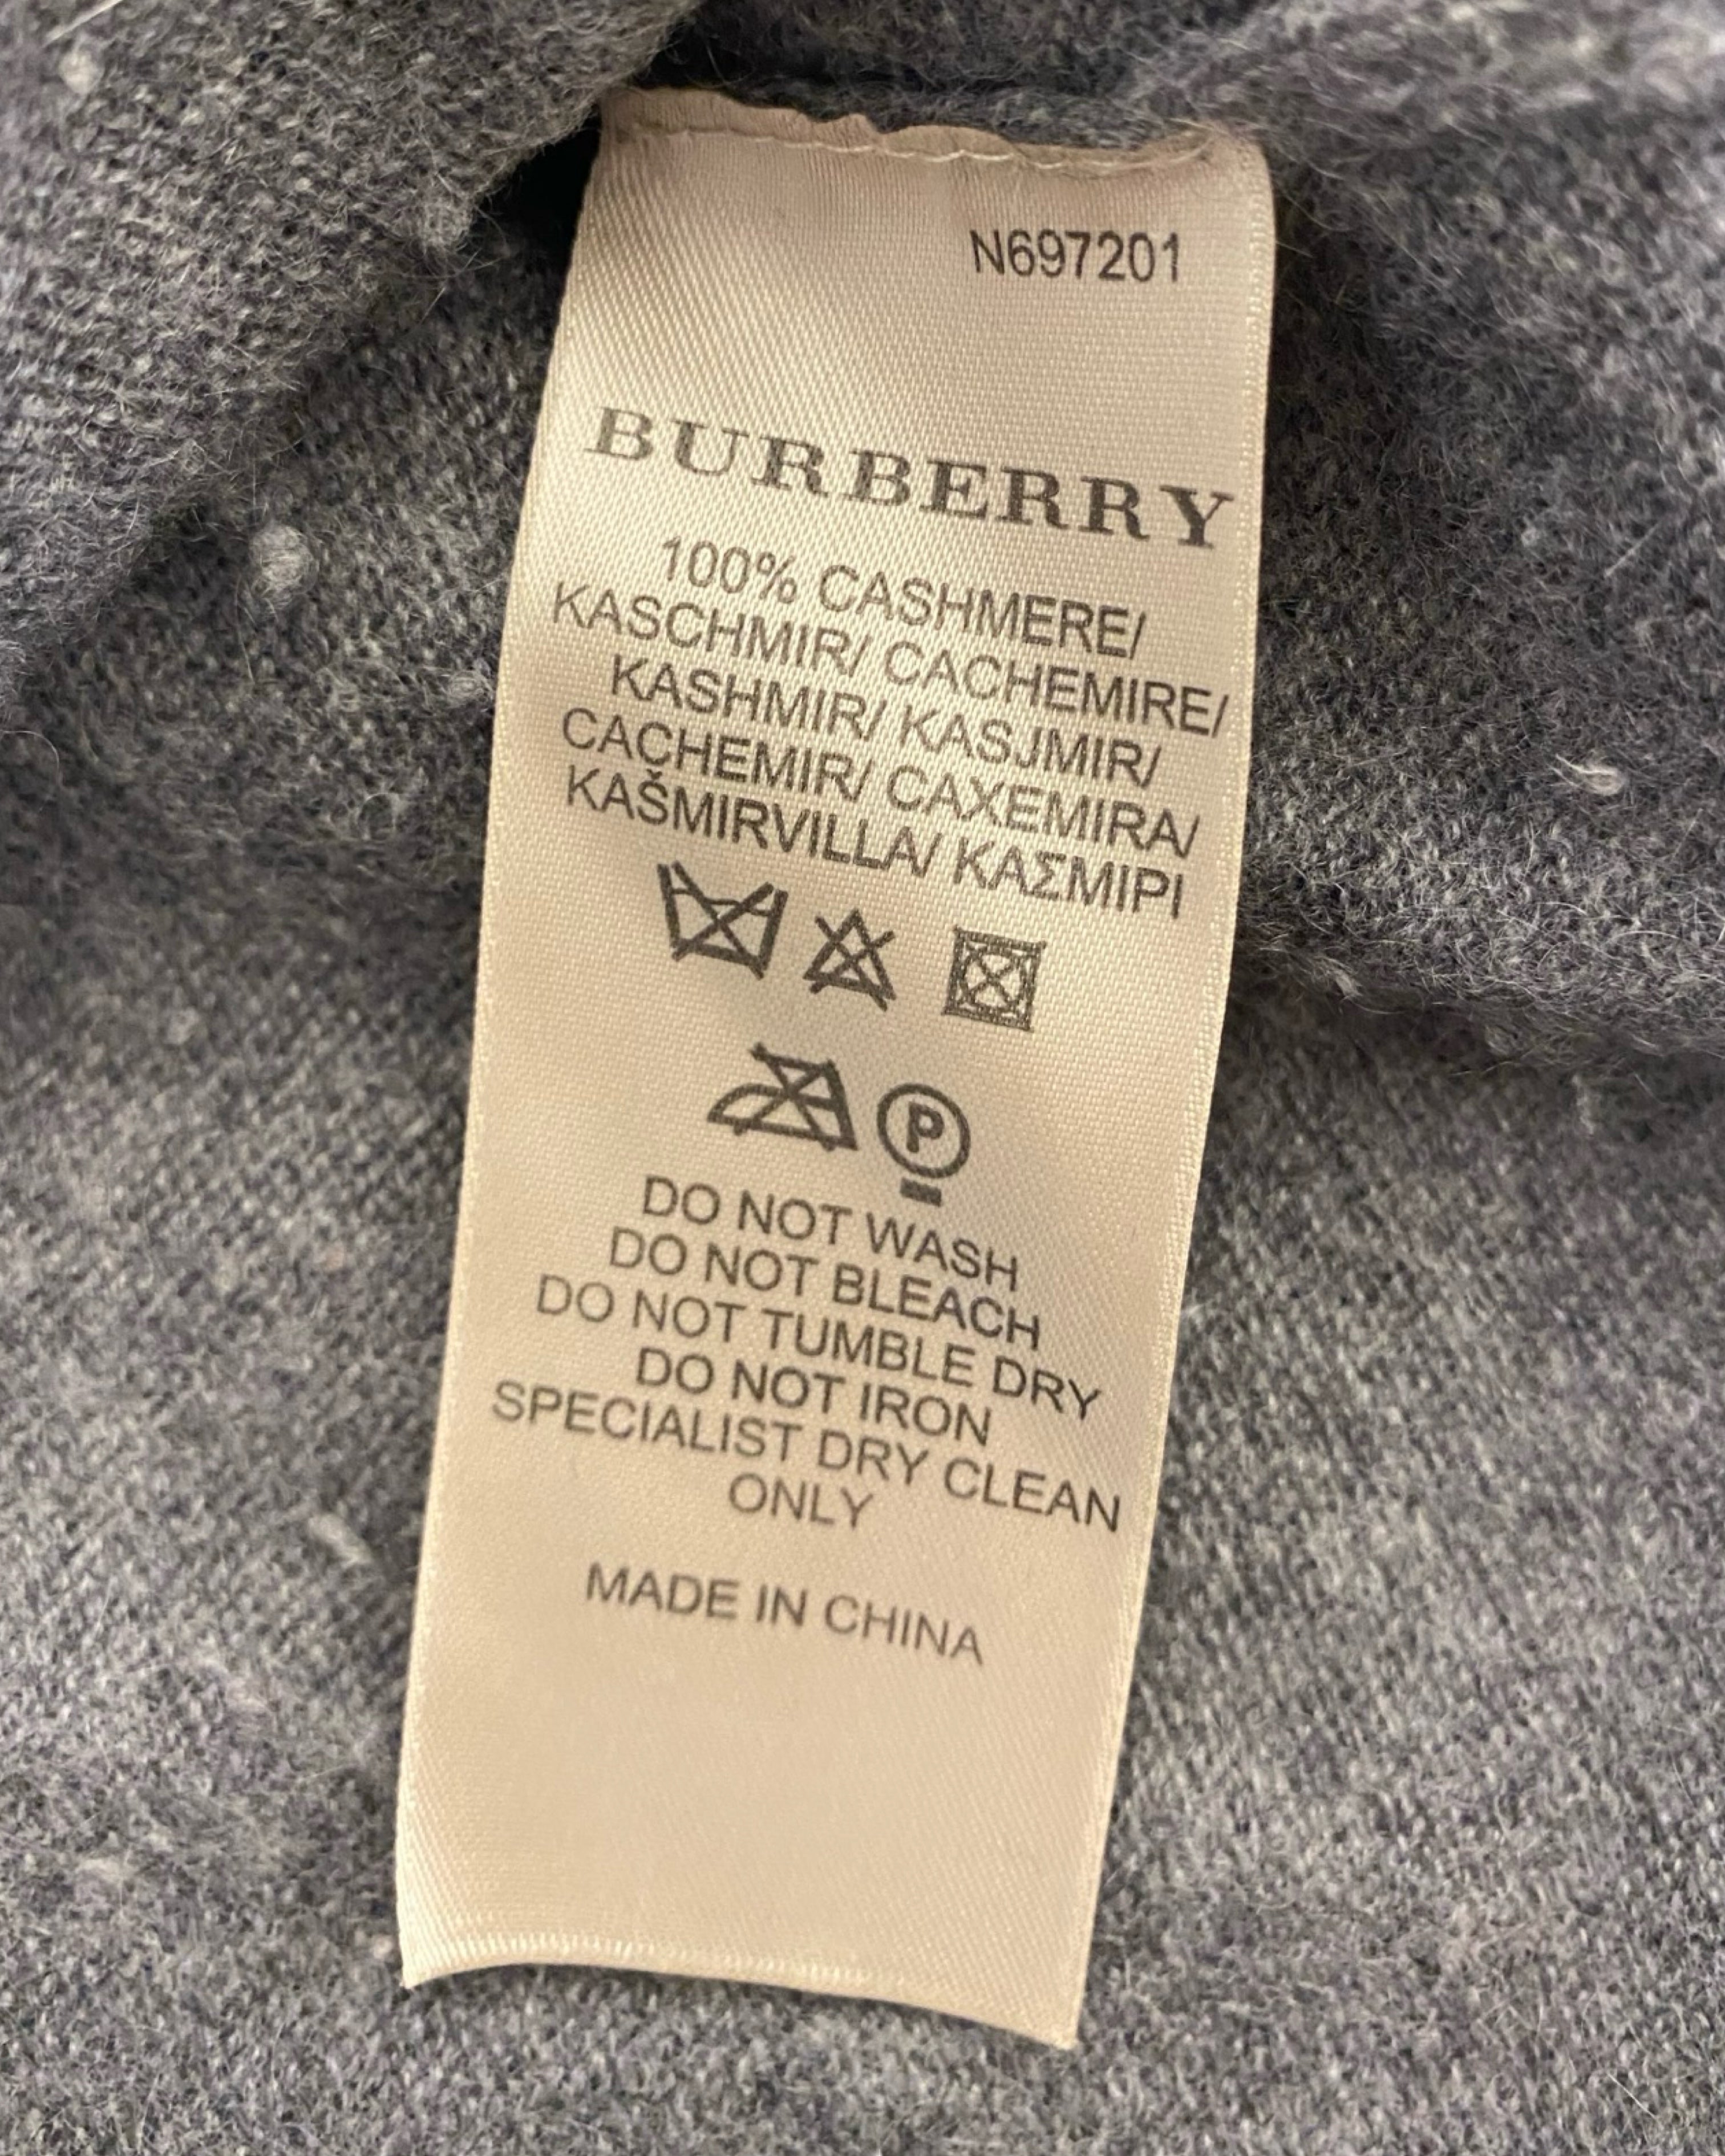 N697201
BURBERRY
100% CASHMERE/
KASCHMIR/ CACHEMIRE/
KASHMIR/ KASJMIR/
CACHEMIR/ CAXEMIRA/
KAŠMIRVILLA/ ΚΑΣΜΙΡΙ
P
DO NOT WASH
DO NOT BLEACH
DO NOT TUMBLE DRY
DO NOT IRON
SPECIALIST DRY CLEAN
ONLY
MADE IN CHINA